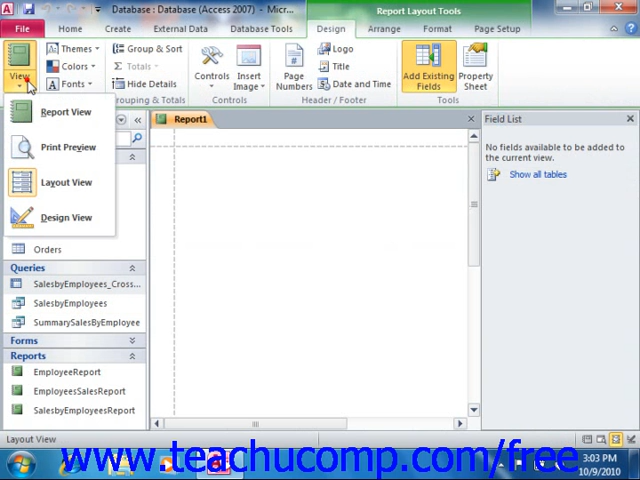 Database : Database (Access 2007) - Micr...
Report Layout Tools
File
Home
Create
External Data
Database Tools
Design
Arrange
Format
Page Setup
View
Themes
Colors
Fonts
Group & Sort
Totals
Hide Details
Grouping & Totals
Controls
Insert
Image
Controls
Page
Numbers
Logo
Title
Date and Time
Header / Footer
Add Existing
Fields
Property
Sheet
Tools
Report View
Print Preview
Layout View
Design View
Report1
Field List
No fields available to be added to
the current view.
Show all tables
Orders
Queries
SalesbyEmployees_Cross...
SalesbyEmployees
SummarySalesByEmployee
Forms
Reports
EmployeeReport
EmployeesSalesReport
SalesbyEmployeesReport
Layout View
www.teachucomp.com/free
3:03 PM
10/9/2010